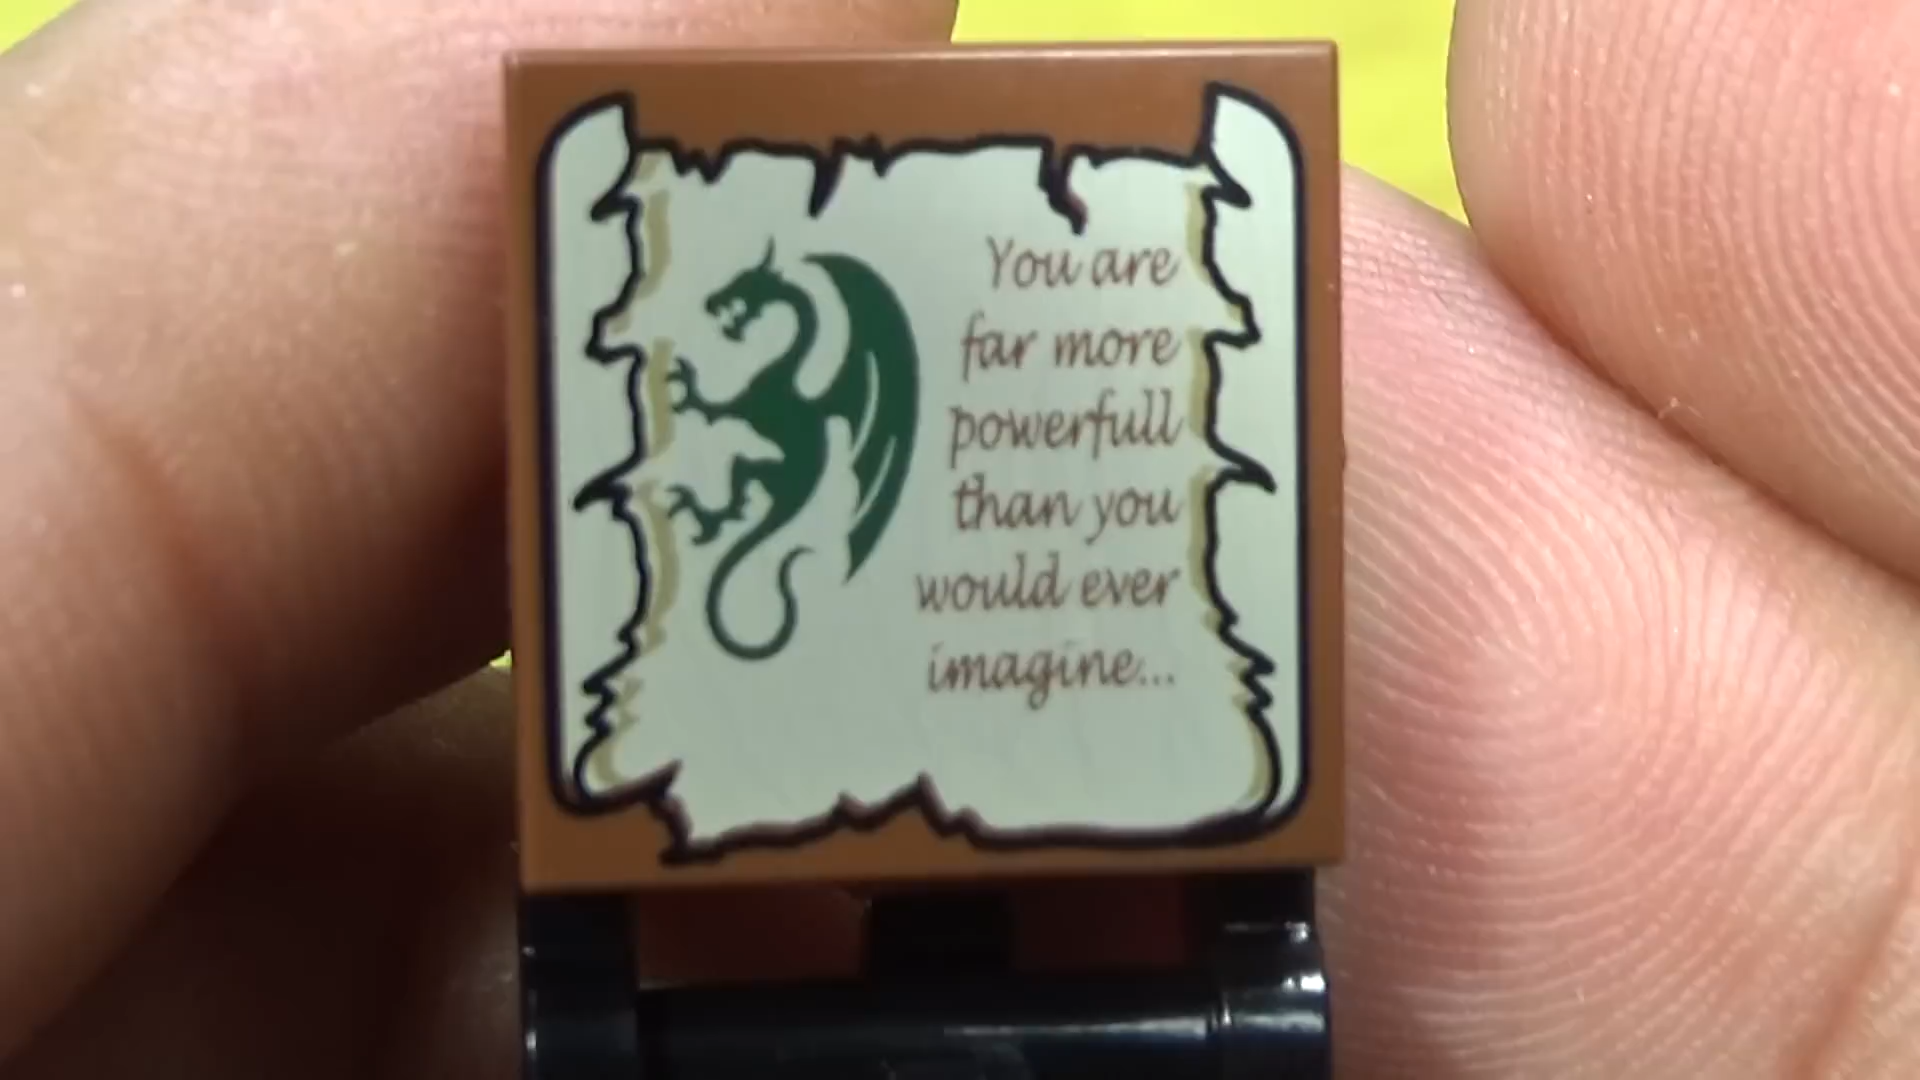 You are
far more
powerfull
than you
would ever
imagine...